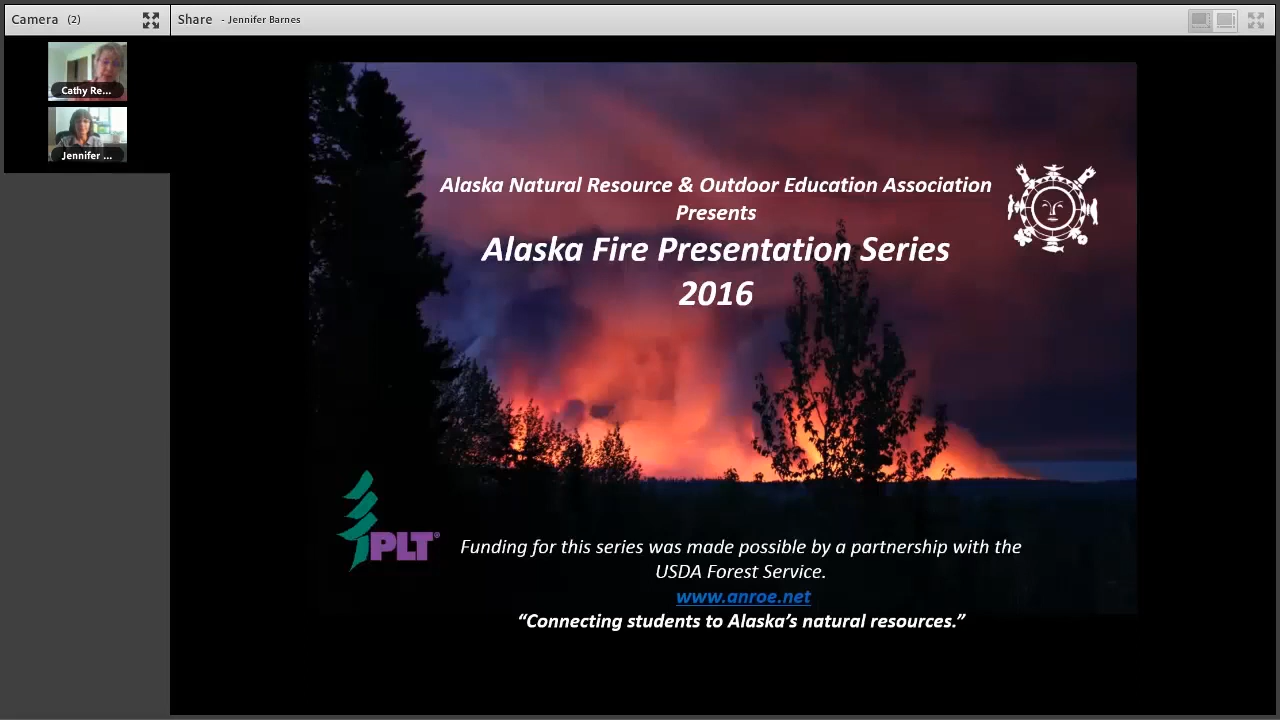 Camera (2)
Share - Jennifer Barnes
Cathy Re...
Jennifer ...
Alaska Natural Resource & Outdoor Education Association
Presents
Alaska Fire Presentation Series
2016
PLT®
Funding for this series was made possible by a partnership with the
USDA Forest Service.
www.anroe.net
“Connecting students to Alaska’s natural resources.”